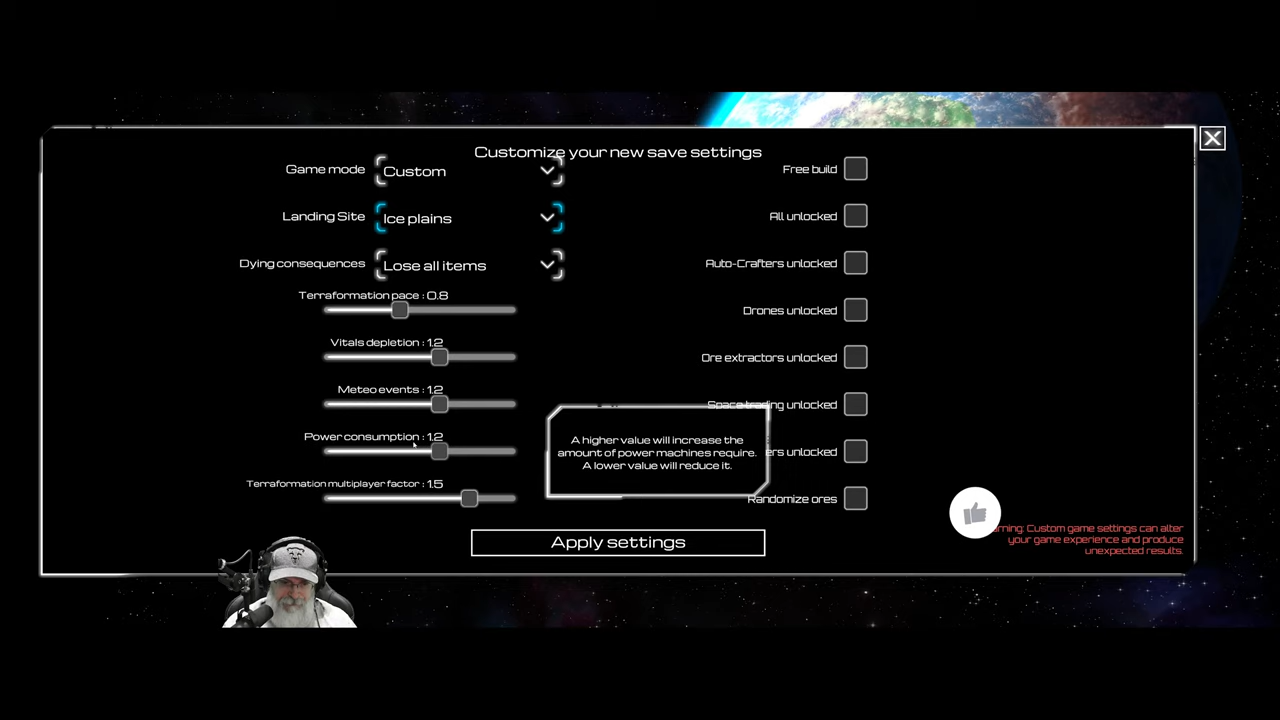 Customize your new save settings
Game mode
Custom
Landing Site
Ice plains
Dying consequences
Lose all items
Terraformation pace : 0.8
Vitals depletion : 1.2
Meteo events : 1.2
Power consumption : 1.2
Terraformation multiplayer factor : 1.5
Free build
All unlocked
Auto-Crafters unlocked
Drones unlocked
Ore extractors unlocked
Space trading unlocked
unlocked
Randomize ores
A higher value will increase the
amount of power machines require.
A lower value will reduce it.
Apply settings
Custom game settings can alter
your game experience and produce
unexpected results.